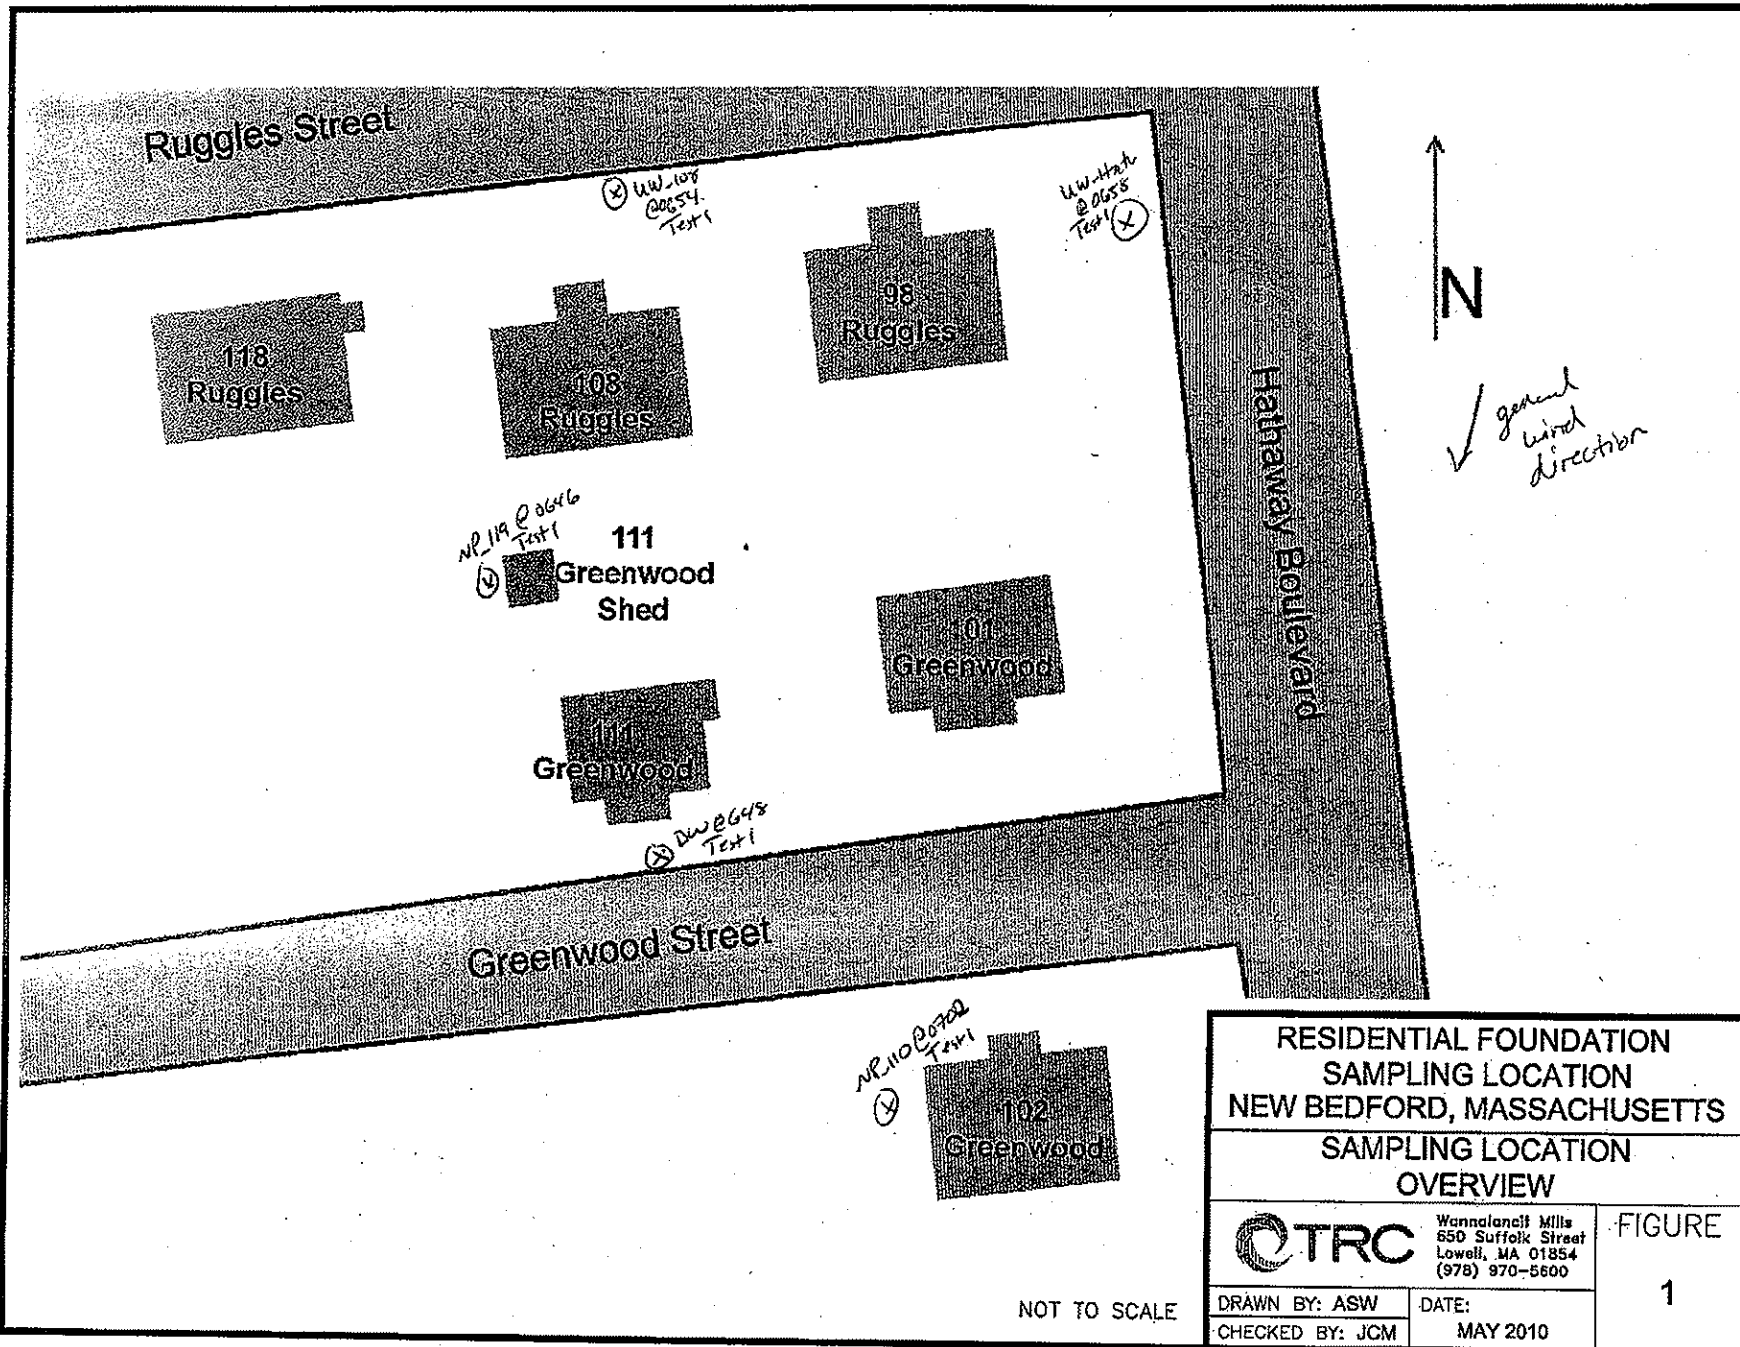 Ruggles Street
UW-108
@0654
Test 1
UW-Hath
@0658
Test 1
N
general
wind
direction
98
Ruggles
118
Ruggles
108
Ruggles
Hathaway Boulevard
NP_119 @ 0646
Test 1
111
Greenwood
Shed
101
Greenwood
111
Greenwood
DW @648
Test 1
Greenwood Street
NP_110 @0702
Test 1
102
Greenwood
RESIDENTIAL FOUNDATION
SAMPLING LOCATION
NEW BEDFORD, MASSACHUSETTS
SAMPLING LOCATION
OVERVIEW
TRC
Wannalancit Mills
650 Suffolk Street
Lowell, MA 01854
(978) 970-5600
FIGURE
1
NOT TO SCALE
DRAWN BY: ASW
DATE:
CHECKED BY: JCM
MAY 2010